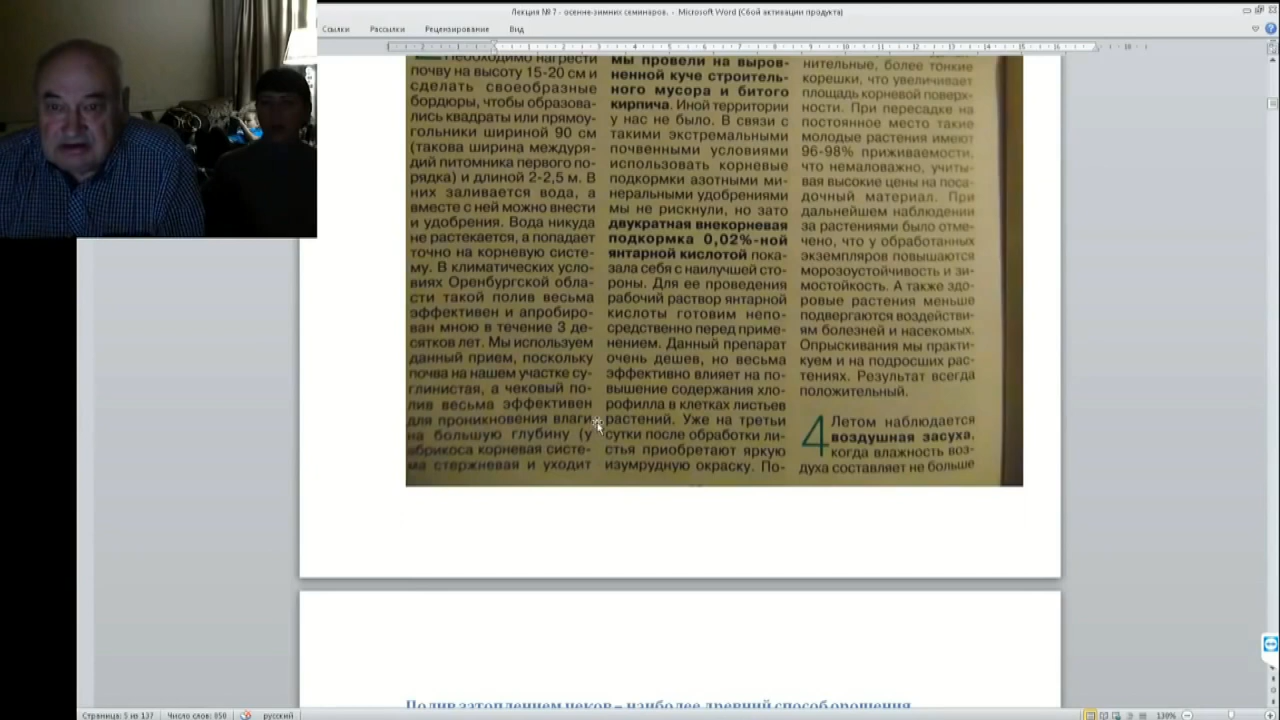 Лекция № 7 - осенне-зимних семинаров. - Microsoft Word (Сбой активации продукта)
Ссылки
Рассылки
Рецензирование
Вид
Необходимо нагрести
почву на высоту 15-20 см и
сделать своеобразные
бордюры, чтобы образова-
лись квадраты или прямоу-
гольники шириной 90 см
(такова ширина междуря-
дий питомника первого по-
рядка) и длиной 2-2,5 м. В
них заливается вода, а
вместе с ней можно внести
и удобрения. Вода никуда
не растекается, а попадает
точно на корневую систе-
му. В климатических усло-
виях Оренбургской обла-
сти такой полив весьма
эффективен и апробиро-
ван мною в течение 3 де-
сятков лет. Мы используем
данный прием, поскольку
почва на нашем участке су-
глинистая, а чековый по-
лив весьма эффективен
для проникновения влаги
на большую глубину (у
абрикоса корневая систе-
ма стержневая и уходит
мы провели на выров-
ненной куче строитель-
ного мусора и битого
кирпича. Иной территории
у нас не было. В связи с
такими экстремальными
почвенными условиями
использовать корневые
подкормки азотными ми-
неральными удобрениями
мы не рискнули, но зато
двукратная внекорневая
подкормка 0,02%-ной
янтарной кислотой пока-
зала себя с наилучшей сто-
роны. Для ее проведения
рабочий раствор янтарной
кислоты готовим непо-
средственно перед приме-
нением. Данный препарат
очень дешев, но весьма
эффективно влияет на по-
вышение содержания хло-
рофилла в клетках листьев
растений. Уже на третьи
сутки после обработки ли-
стья приобретают яркую
изумрудную окраску. По-
нительные, более тонкие
корешки, что увеличивает
площадь корневой поверх-
ности. При пересадке на
постоянное место такие
молодые растения имеют
96-98% приживаемости,
что немаловажно, учиты-
вая высокие цены на поса-
дочный материал. При
дальнейшем наблюдении
за растениями было отме-
чено, что у обработанных
экземпляров повышаются
морозоустойчивость и зи-
мостойкость. А также здо-
ровые растения меньше
подвергаются воздействи-
ям болезней и насекомых.
Опрыскивания мы практи-
куем и на подросших рас-
тениях. Результат всегда
положительный.
4 Летом наблюдается
воздушная засуха,
когда влажность воз-
духа составляет не больше
Полив затоплением чеков – наиболее древний способ орошения
Страница: 5 из 137
Число слов: 850
русский
130%